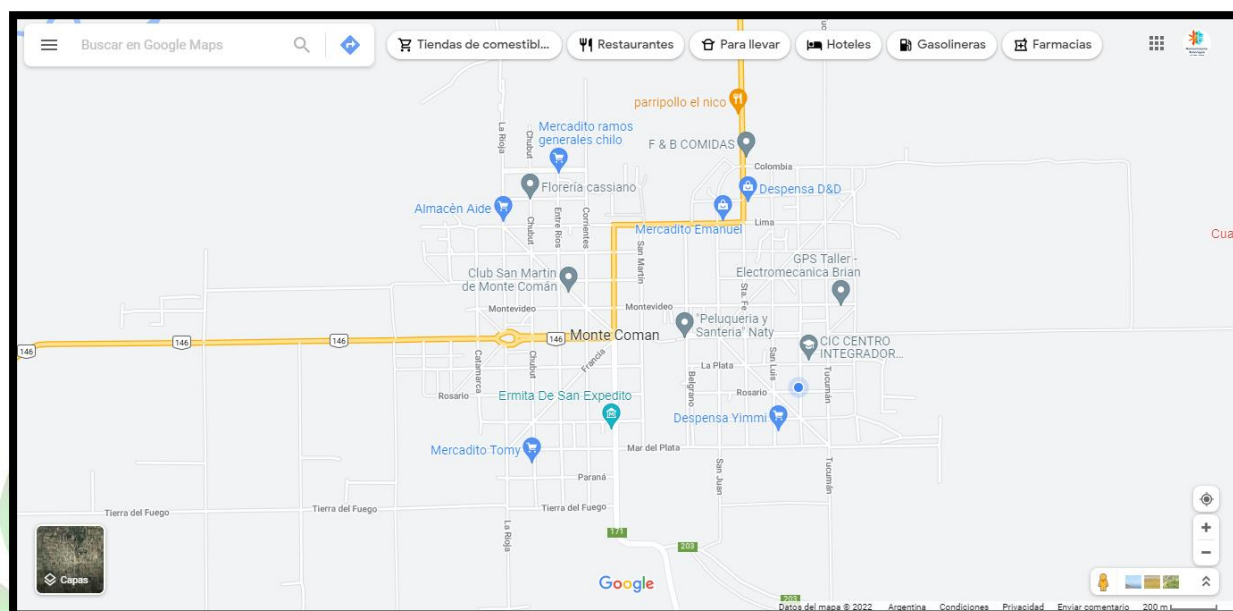 Buscar en Google Maps
Tiendas de comestibl...
Restaurantes
Para llevar
Hoteles
Gasolineras
Farmacias
parripollo el nico
Mercadito ramos
generales chilo
F & B COMIDAS
La Rioja
Chubut
Colombia
Florería cassiano
Despensa D&D
Almacèn Aide
Chubut
Entre Ríos
Corrientes
Mercadito Emanuel
Lima
Cua
San Martín
GPS Taller -
Electromecanica Brian
Club San Martin
de Monte Comán
Sta. Fe
Montevideo
Montevideo
"Peluqueria y
Santeria" Naty
146
146
146
146
Monte Coman
CIC CENTRO
INTEGRADOR...
Catamarca
Chubut
Francia
La Plata
San Luis
Tucumán
Belgrano
Rosario
Ermita De San Expedito
Rosario
Despensa Yimmi
Mercadito Tomy
Mar del Plata
San Juan
Tucumán
Paraná
Tierra del Fuego
Tierra del Fuego
Tierra del Fuego
La Rioja
171
203
Capas
Google
203
Datos del mapa © 2022 Argentina Condiciones Privacidad Enviar comentario 200 m